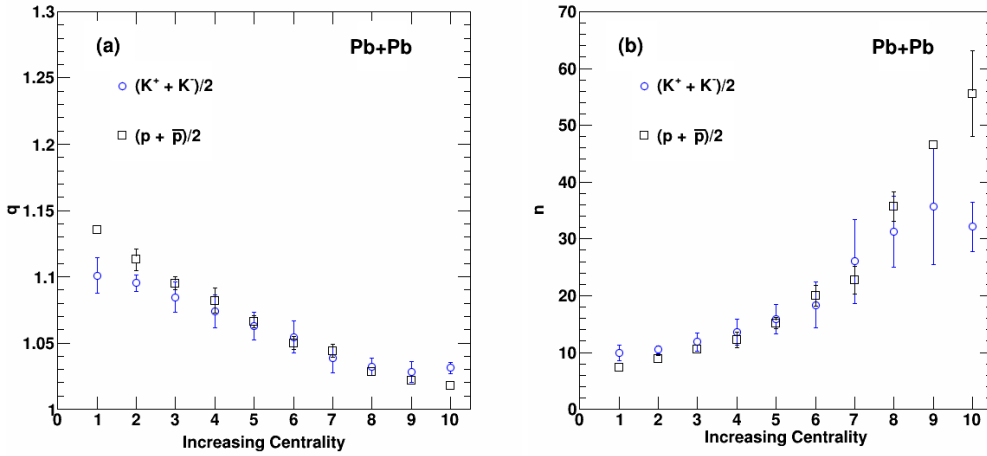 (a) Pb+Pb
(K⁺ + K⁻)/2
(p + p̅)/2
q
1.3
1.25
1.2
1.15
1.1
1.05
1
0 1 2 3 4 5 6 7 8 9 10
Increasing Centrality
(b) Pb+Pb
(K⁺ + K⁻)/2
(p + p̅)/2
n
70
60
50
40
30
20
10
0
0 1 2 3 4 5 6 7 8 9 10
Increasing Centrality